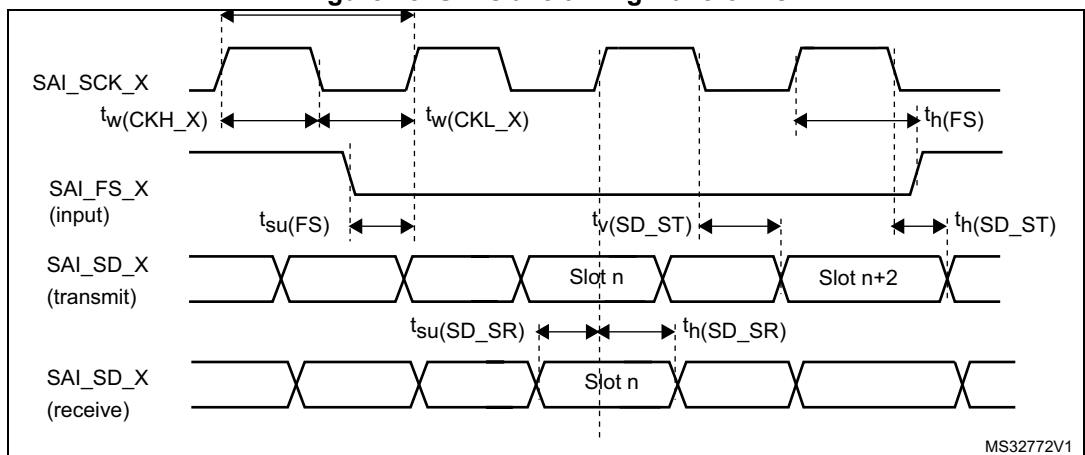 SAI_SCK_X
tw(CKH_X) tw(CKL_X) th(FS)
SAI_FS_X
(input)
tsu(FS) tv(SD_ST) th(SD_ST)
SAI_SD_X
(transmit)
Slot n Slot n+2
tsu(SD_SR) th(SD_SR)
SAI_SD_X
(receive)
Slot n
MS32772V1